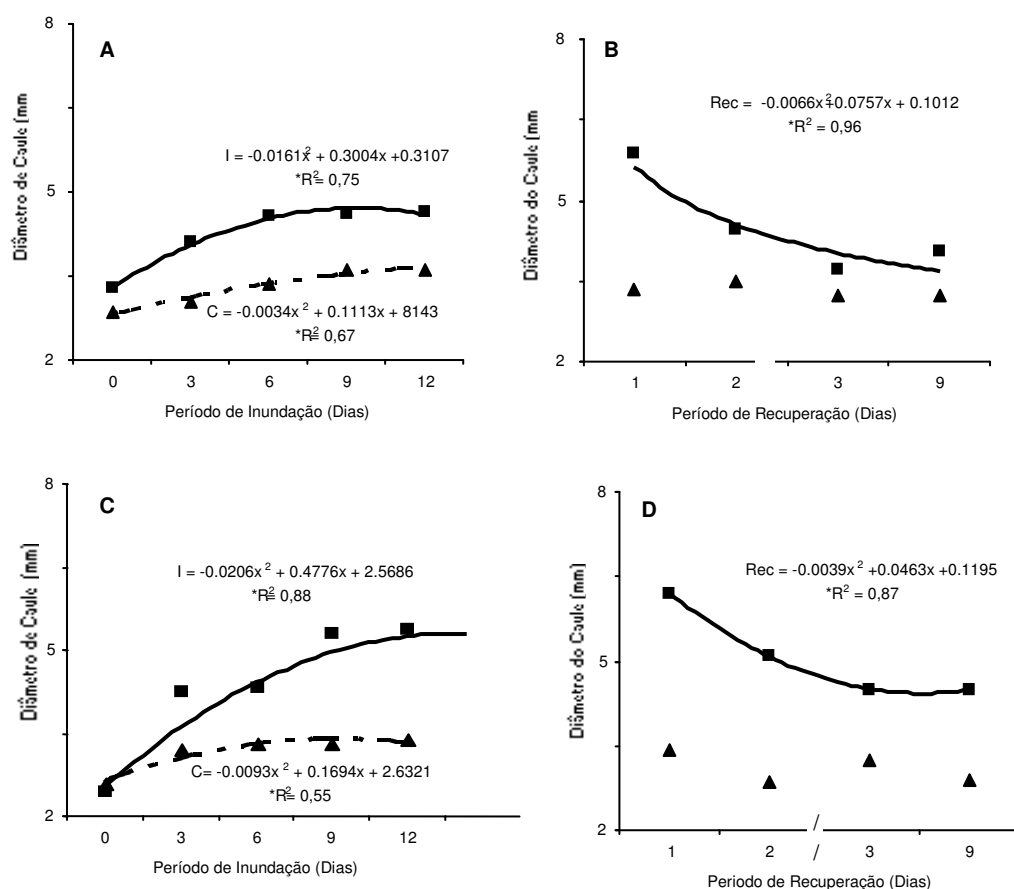 A
8
5
2
Diâmetro de Caule (mm
I = -0.0161x² + 0.3004x +0.3107
*R²= 0,75
C = -0.0034x² + 0.1113x + 8143
*R²= 0,67
0 3 6 9 12
Período de Inundação (Dias)
B
8
5
2
Diâmetro do Caule (mm
Rec = -0.0066x²+0.0757x + 0.1012
*R² = 0,96
1 2 3 9
Período de Recuperação (Dias)
C
8
5
2
Diâmetro de Caule (mm)
I = -0.0206x² + 0.4776x + 2.5686
*R²= 0,88
C= -0.0093x² + 0.1694x + 2.6321
*R²= 0,55
0 3 6 9 12
Período de Inundação (Dias)
D
8
5
2
Diâmetro do Caule (mm)
Rec = -0.0039x² +0.0463x +0.1195
*R² = 0,87
1 2 / 3 9
Periodo de Recuperação (Dias)